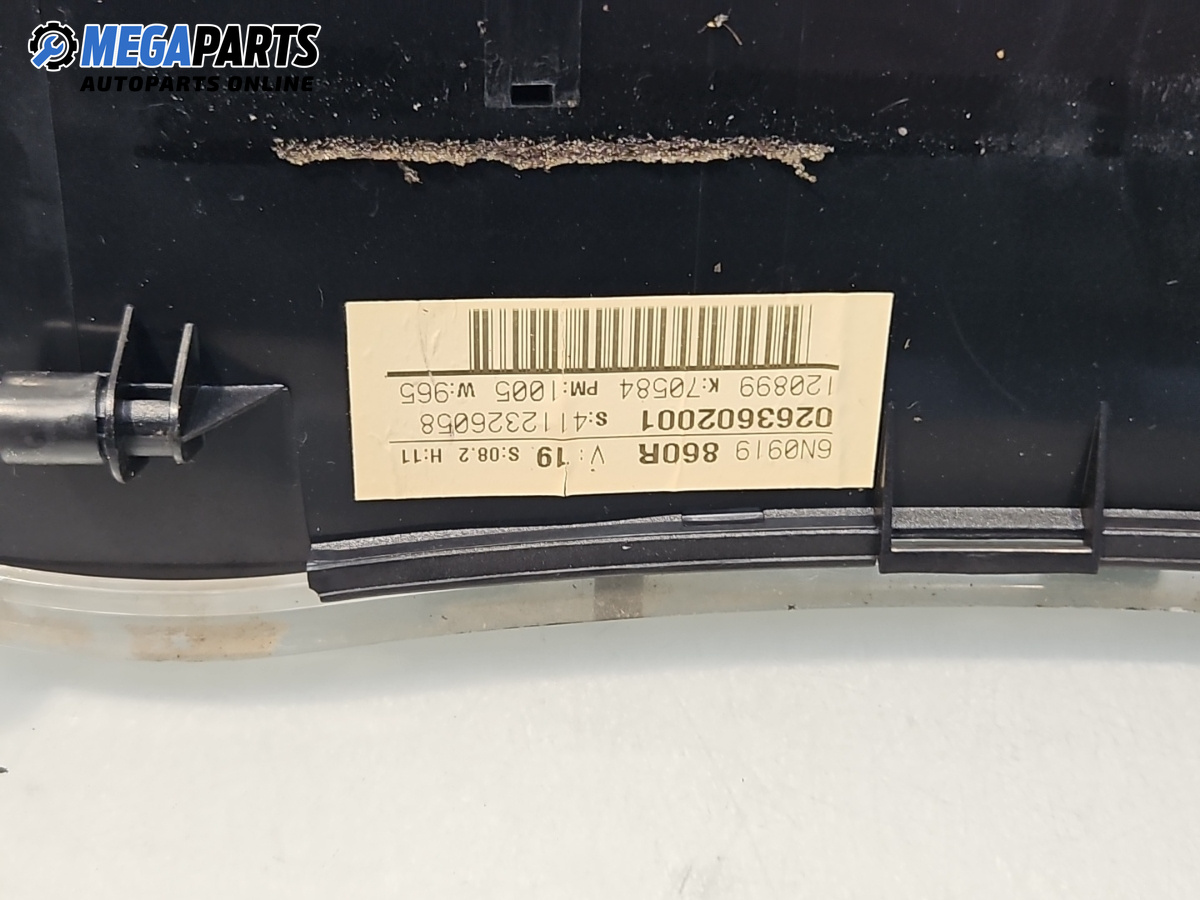 MEGAPARTS
AUTOPARTS ONLINE
6N0919 860R V:19 S:08.2 H:11
0263602001 S:4112326058
120899 K:70584 PM:1005 W:965